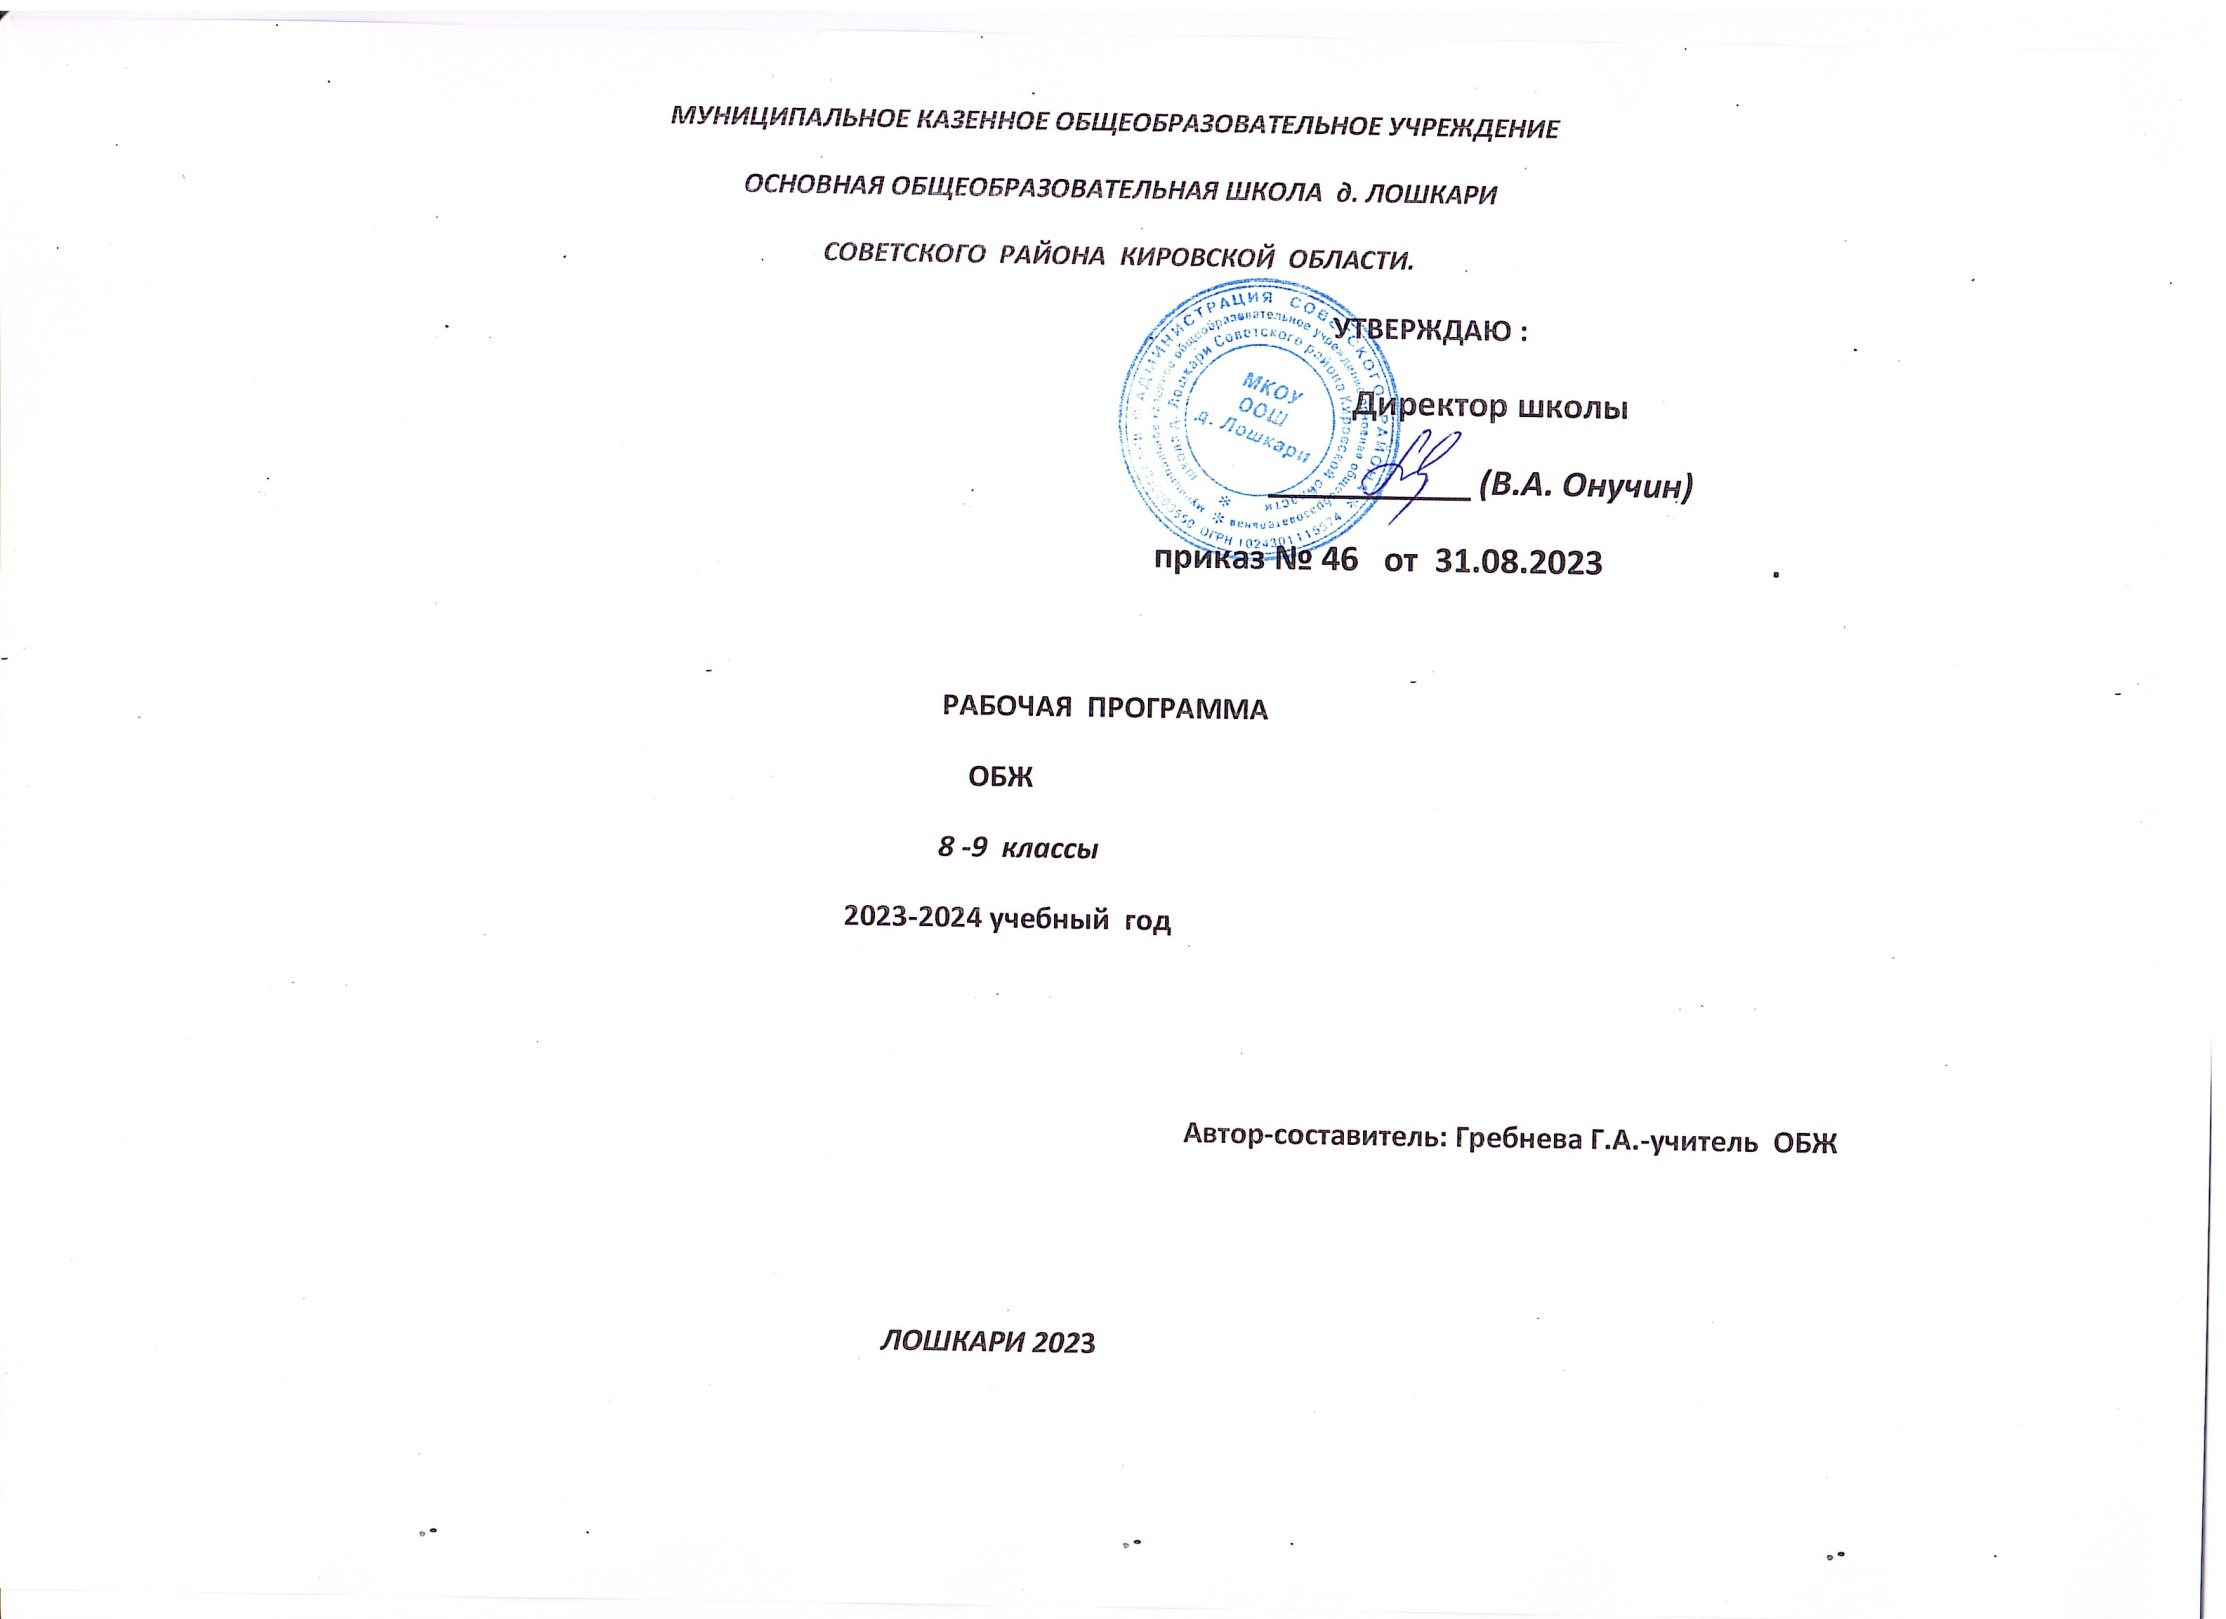 МУНИЦИПАЛЬНОЕ КАЗЕННОЕ ОБЩЕОБРАЗОВАТЕЛЬНОЕ УЧРЕЖДЕНИЕ
ОСНОВНАЯ ОБЩЕОБРАЗОВАТЕЛЬНАЯ ШКОЛА д. ЛОШКАРИ
СОВЕТСКОГО РАЙОНА КИРОВСКОЙ ОБЛАСТИ.
УТВЕРЖДАЮ :
Директор школы
____________ (В.А. Онучин)
приказ № 46 от 31.08.2023
МКОУ
ООШ
д. Лошкари
РАБОЧАЯ ПРОГРАММА
ОБЖ
8 -9 классы
2023-2024 учебный год
Автор-составитель: Гребнева Г.А.-учитель ОБЖ
ЛОШКАРИ 2023